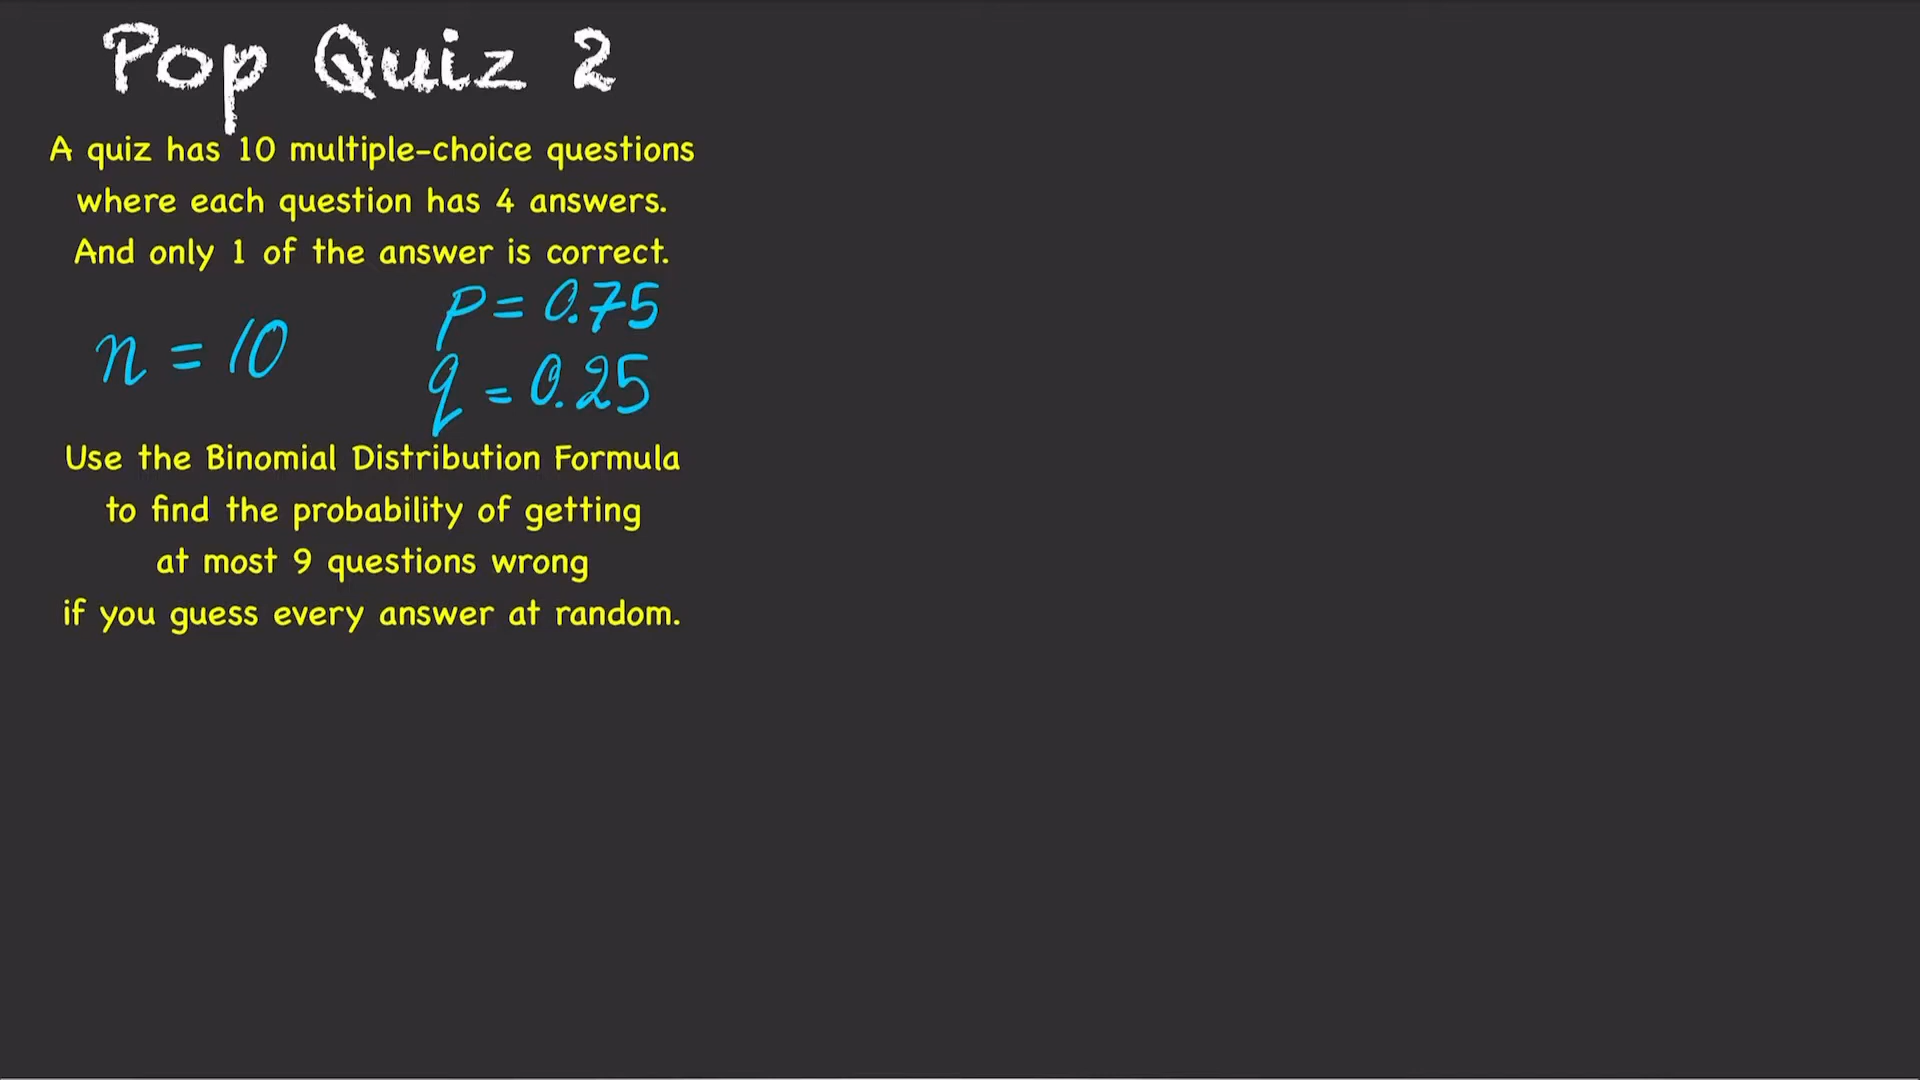 Pop Quiz 2
A quiz has 10 multiple-choice questions
where each question has 4 answers.
And only 1 of the answer is correct.
n = 10
p = 0.75
q = 0.25
Use the Binomial Distribution Formula
to find the probability of getting
at most 9 questions wrong
if you guess every answer at random.